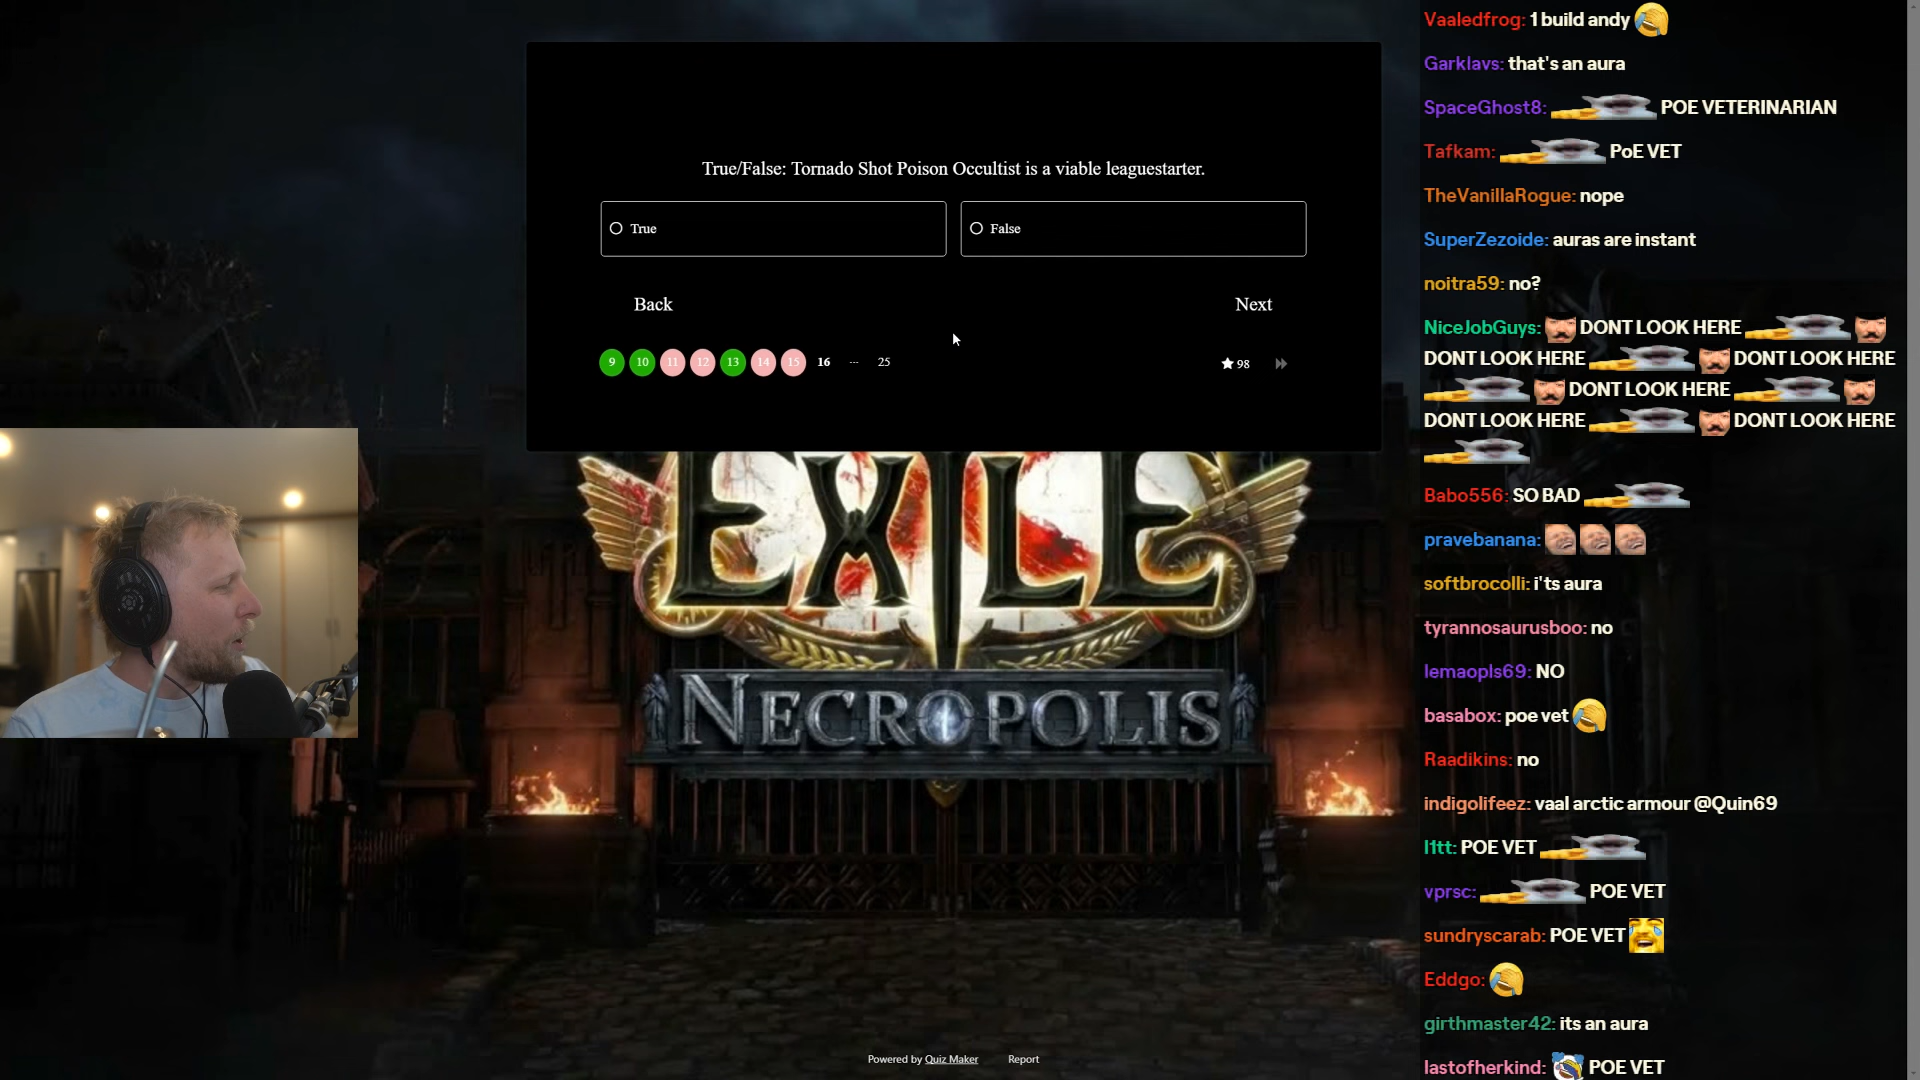 True/False: Tornado Shot Poison Occultist is a viable leaguestarter.
True
False
Back
Next
9 10 11 12 13 14 15 16 ... 25
98
EXILE
NECROPOLIS
Powered by Quiz Maker
Report
Vaaledfrog: 1 build andy
Garklavs: that's an aura
SpaceGhost8: POE VETERINARIAN
Tafkam: PoE VET
TheVanillaRogue: nope
SuperZezoide: auras are instant
noitra59: no?
NiceJobGuys: DONT LOOK HERE
DONT LOOK HERE DONT LOOK HERE
DONT LOOK HERE
DONT LOOK HERE DONT LOOK HERE
Babo556: SO BAD
pravebanana:
softbrocolli: i'ts aura
tyrannosaurusboo: no
lemaopls69: NO
basabox: poe vet
Raadikins: no
indigolifeez: vaal arctic armour @Quin69
l1tt: POE VET
vprsc: POE VET
sundryscarab: POE VET
Eddgo:
girthmaster42: its an aura
lastofherkind: POE VET